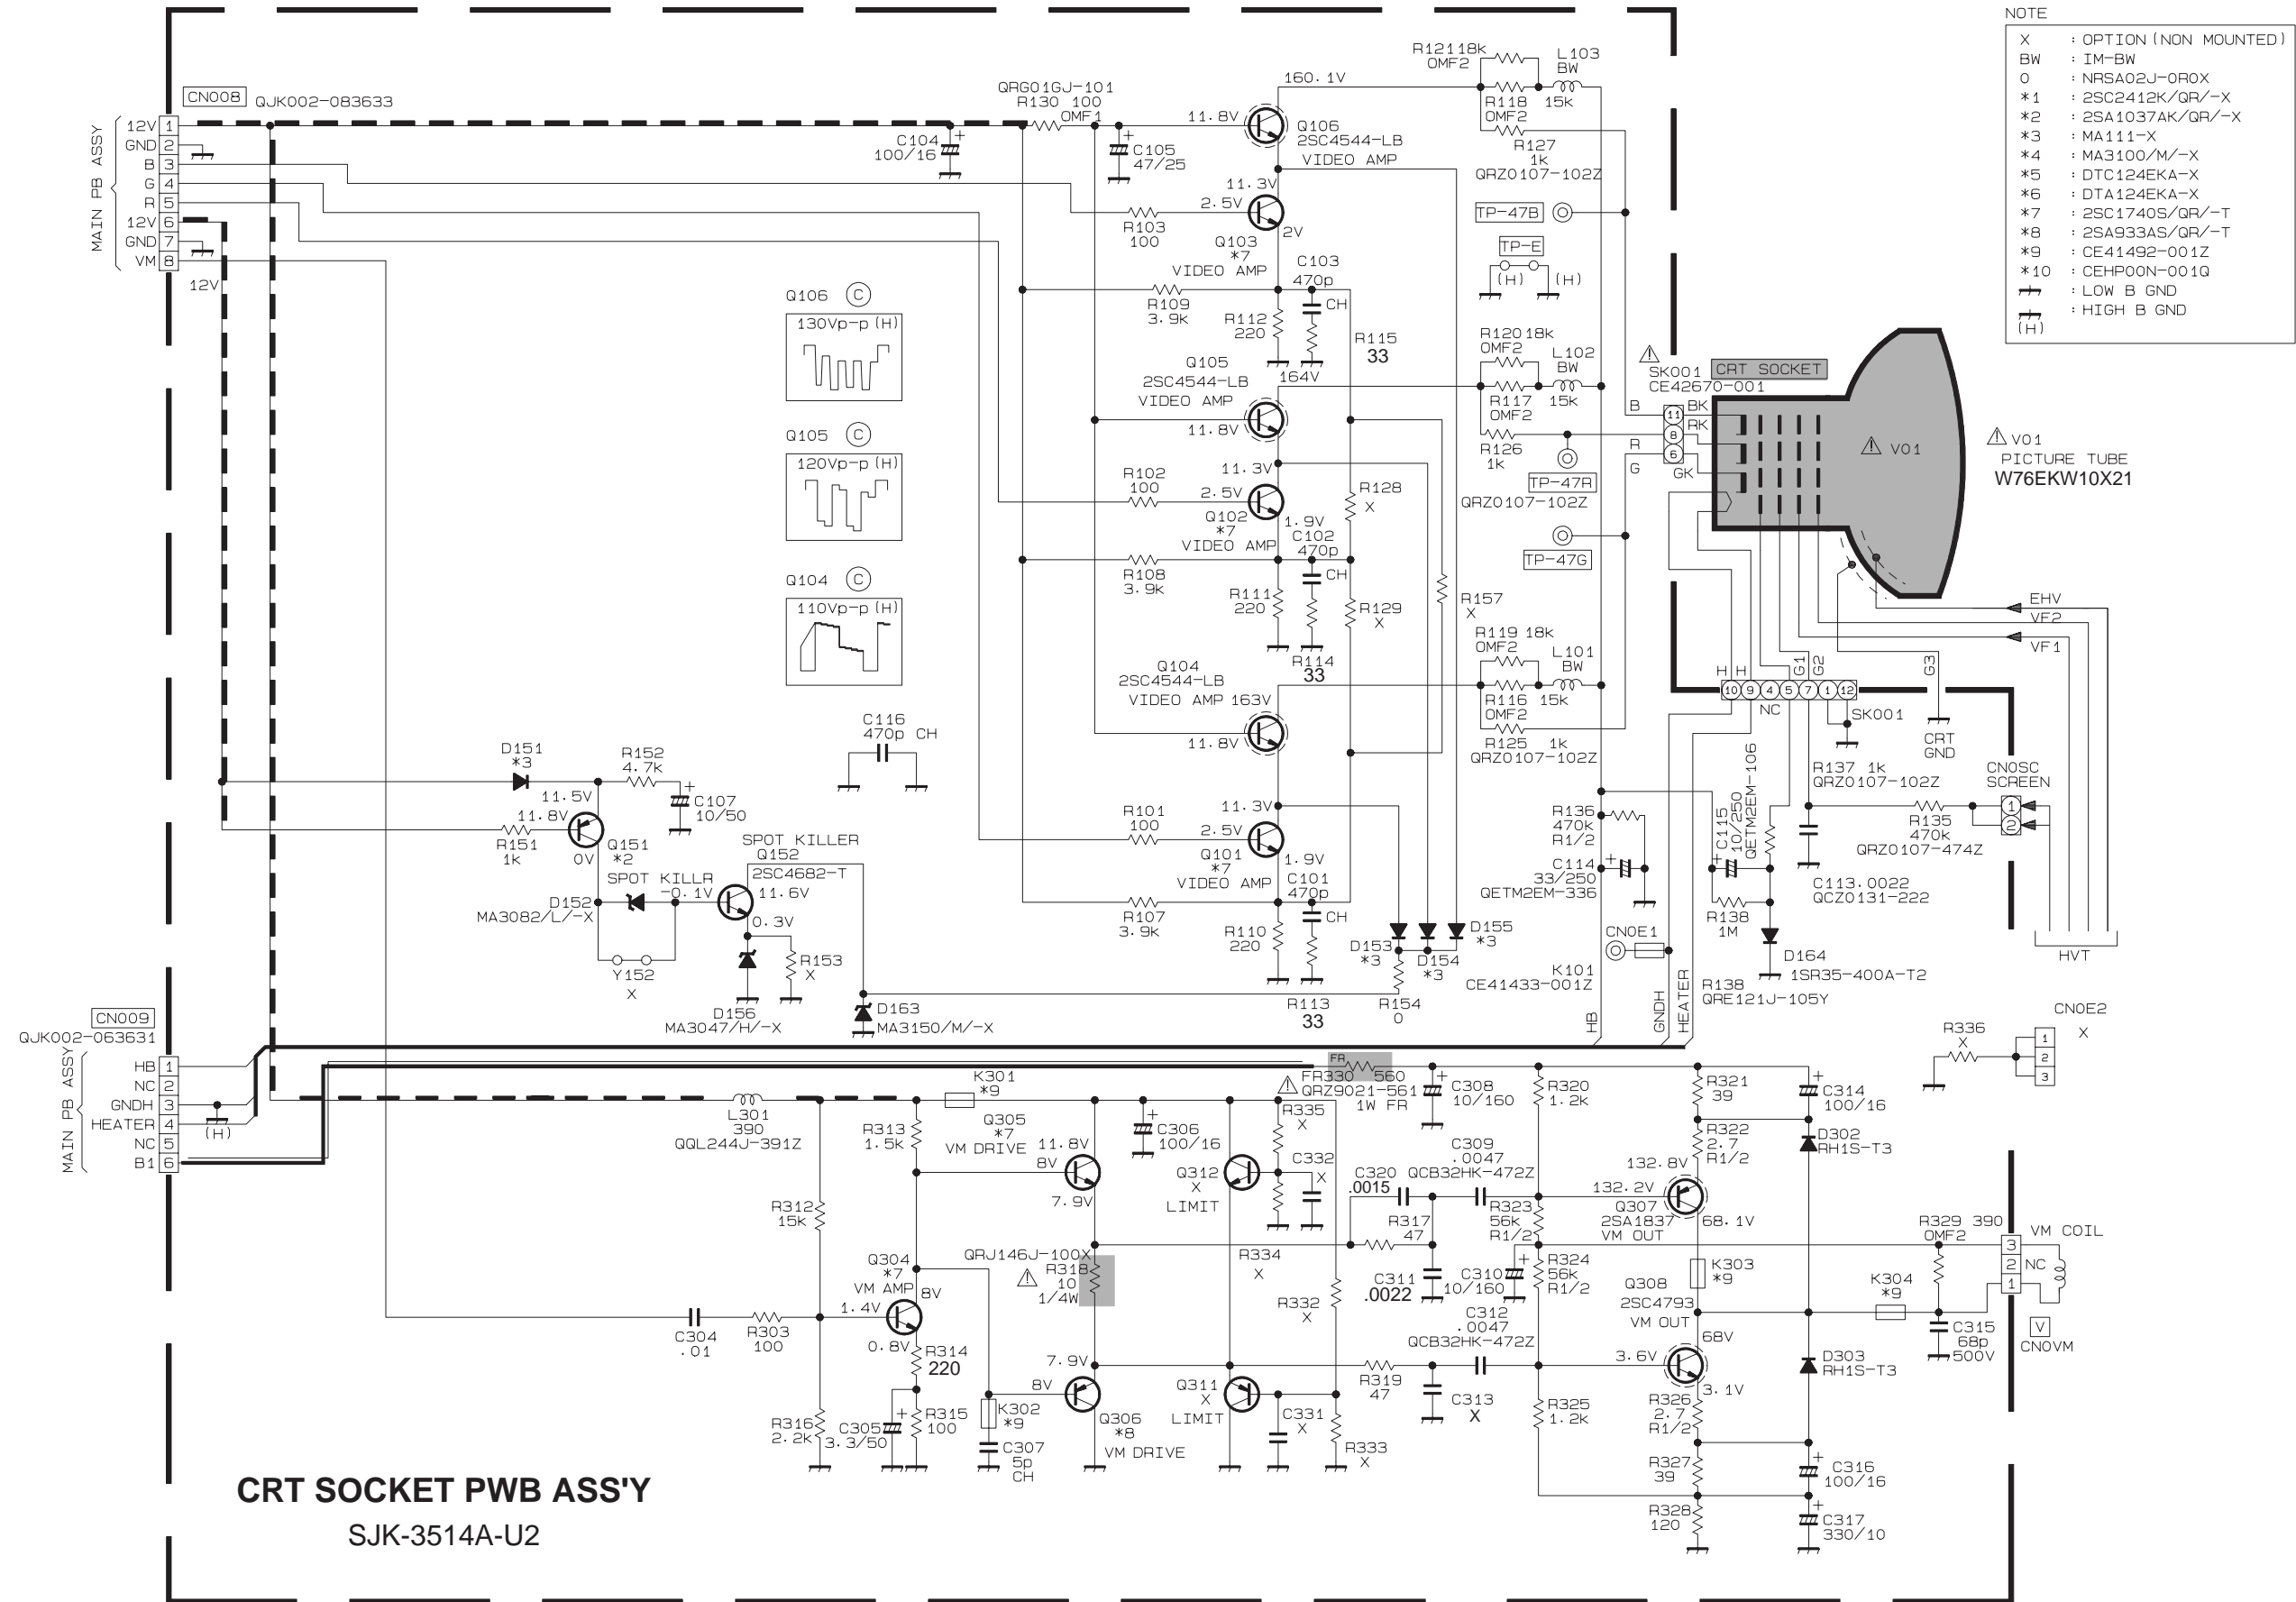 NOTE
X : OPTION (NON MOUNTED)
BW : IM-BW
0 : NRSA02J-0R0X
*1 : 2SC2412K/QR/-X
*2 : 2SA1037AK/QR/-X
*3 : MA111-X
*4 : MA3100/M/-X
*5 : DTC124EKA-X
*6 : DTA124EKA-X
*7 : 2SC1740S/QR/-T
*8 : 2SA933AS/QR/-T
*9 : CE41492-001Z
*10 : CEHP00N-001Q
: LOW B GND
(H) : HIGH B GND
CN008 QJK002-083633
MAIN PB ASSY
12V 1
GND 2
B 3
G 4
R 5
12V 6
GND 7
VM 8
12V
C104
100/16
+
QRG01GJ-101
R130 100
OMF1
+
C105
47/25
11.8V
160.1V
Q106
2SC4544-LB
VIDEO AMP
11.3V
2.5V
R103
100
Q103
*7
VIDEO AMP
2V
C103
470p
CH
R109
3.9k
R112
220
R115
33
R121 18k
OMF2
L103
BW
R118
OMF2
15k
R127
1k
QRZ0107-102Z
TP-47B
TP-E
(H) (H)
Q106 C
130Vp-p (H)
Q105 C
120Vp-p (H)
Q104 C
110Vp-p (H)
Q105
2SC4544-LB
VIDEO AMP
164V
11.8V
11.3V
R102
100
2.5V
Q102
*7
VIDEO AMP
1.9V
C102
470p
CH
R108
3.9k
R111
220
R114
33
R128
X
R129
X
R157
X
R120 18k
OMF2
L102
BW
R117
OMF2
15k
R126
1k
TP-47R
QRZ0107-102Z
TP-47G
SK001
CE42670-001
CRT SOCKET
B 11 BK
R 8 RK
G 6 GK
V01
V01
PICTURE TUBE
W76EKW10X21
EHV
VF2
VF1
G3
H H G1 G2
10 9 4 5 7 1 12
NC
SK001
CRT
GND
Q104
2SC4544-LB
VIDEO AMP 163V
11.8V
R119 18k
OMF2
L101
BW
R116
OMF2
15k
R125 1k
QRZ0107-102Z
C116
470p CH
D151
*3
R152
4.7k
11.5V
11.8V
+
C107
10/50
R151
1k
0V
Q151
*2
SPOT KILLR
SPOT KILLER
Q152
2SC4682-T
-0.1V
11.6V
0.3V
D152
MA3082/L/-X
Y152
X
R153
X
D156
MA3047/H/-X
D163
MA3150/M/-X
11.3V
R101
100
2.5V
Q101
*7
VIDEO AMP
1.9V
C101
470p
CH
R107
3.9k
R110
220
R113
33
D153
*3
D154
*3
D155
*3
R154
0
R136
470k
R1/2
C114
33/250
QETM2EM-336
+
CN0E1
K101
CE41433-001Z
HB
GNDH
HEATER
C115
10/250
QETM2EM-106
+
R138
1M
D164
1SR35-400A-T2
R138
QRE121J-105Y
R137 1k
QRZ0107-102Z
CN0SC
SCREEN
1
2
R135
470k
QRZ0107-474Z
C113.0022
QCZ0131-222
HVT
CN0E2
X
R336
X
1
2
3
CN009
QJK002-063631
MAIN PB ASSY
HB 1
NC 2
GNDH 3
HEATER 4
NC 5
B1 6
(H)
L301
390
QQL244J-391Z
K301
*9
R313
1.5k
Q305
*7
VM DRIVE
11.8V
8V
7.9V
+
C306
100/16
Q312
X
LIMIT
R335
X
C332
X
FR
FR330 560
QRZ9021-561
1W FR
+
C308
10/160
R320
1.2k
R321
39
+
C314
100/16
R322
2.7
R1/2
D302
RH1S-T3
C309
.0047
QCB32HK-472Z
C320
.0015
132.8V
132.2V
Q307
2SA1837
VM OUT
68.1V
R317
47
R323
56k
R1/2
R312
15k
Q304
*7
VM AMP
8V
1.4V
0.8V
QRJ146J-100X
R318
10
1/4W
R334
X
R332
X
C311
.0022
C310
10/160
+
R324
56k
R1/2
K303
*9
Q308
2SC4793
VM OUT
R329 390
OMF2
VM COIL
3
2 NC
1
K304
*9
C315
68p
500V
V
CN0VM
C304
.01
R303
100
R314
220
C312
.0047
QCB32HK-472Z
68V
3.6V
3.1V
7.9V
8V
R319
47
D303
RH1S-T3
R316
2.2k
C305
3.3/50
+
R315
100
K302
*9
C307
5p
CH
Q306
*8
VM DRIVE
Q311
X
LIMIT
C331
X
R333
X
C313
X
R325
1.2k
R326
2.7
R1/2
R327
39
+
C316
100/16
R328
120
+
C317
330/10
CRT SOCKET PWB ASS'Y
SJK-3514A-U2